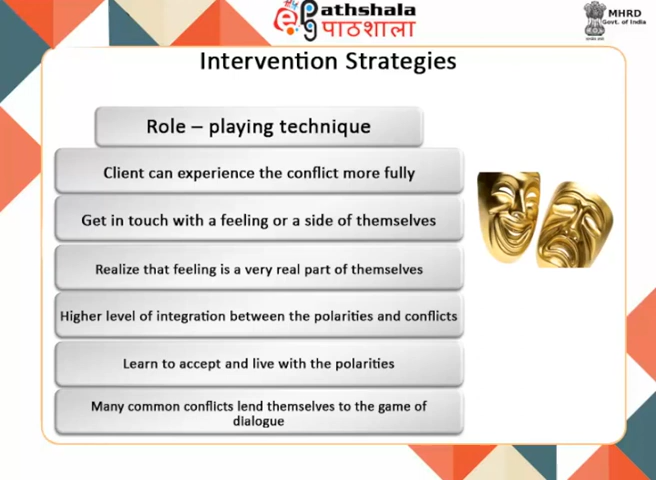 ePathshala
पाठशाला
MHRD
Govt. of India
Intervention Strategies
Role – playing technique
Client can experience the conflict more fully
Get in touch with a feeling or a side of themselves
Realize that feeling is a very real part of themselves
Higher level of integration between the polarities and conflicts
Learn to accept and live with the polarities
Many common conflicts lend themselves to the game of
dialogue